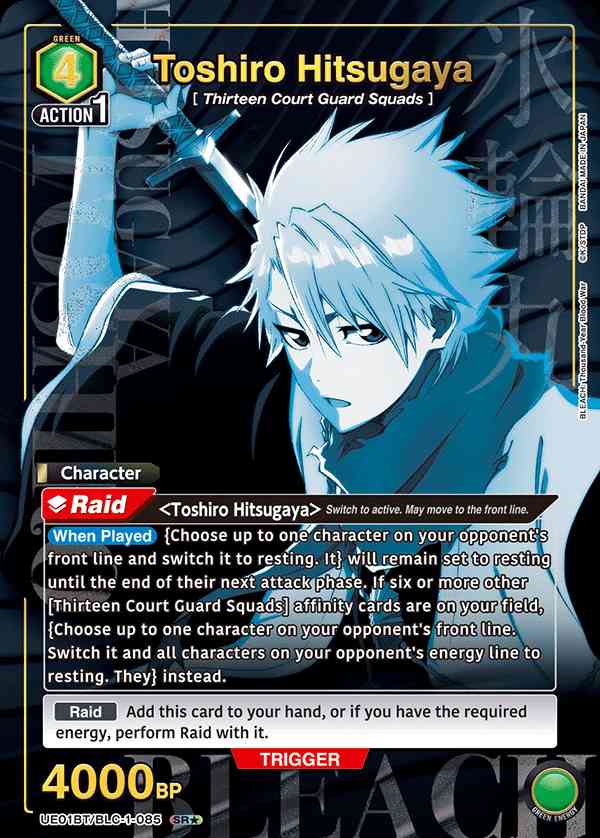 GREEN
4
ACTION 1
Toshiro Hitsugaya
[ Thirteen Court Guard Squads ]
HITSUGAYA
TOSHIRO
氷輪丸
BLEACH: Thousand-Year Blood War ©K/STDP BANDAI MADE IN JAPAN
Character
Raid <Toshiro Hitsugaya> Switch to active. May move to the front line.
When Played {Choose up to one character on your opponent's
front line and switch it to resting. It} will remain set to resting
until the end of their next attack phase. If six or more other
[Thirteen Court Guard Squads] affinity cards are on your field,
{Choose up to one character on your opponent's front line.
Switch it and all characters on your opponent's energy line to
resting. They} instead.
Raid Add this card to your hand, or if you have the required
energy, perform Raid with it.
TRIGGER
4000BP
BLEACH
UE01BT/BLC-1-085 SR★
GREEN ENERGY